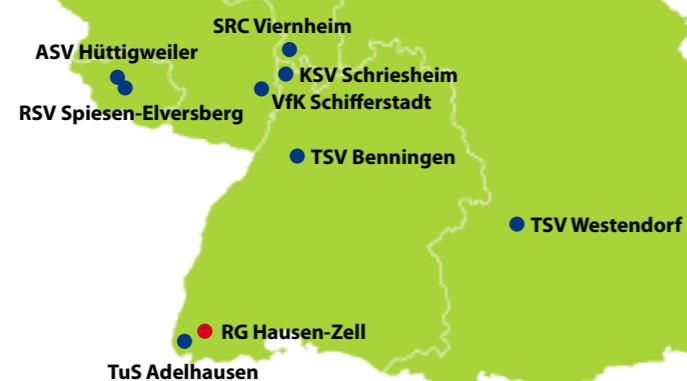 SRC Viernheim
ASV Hüttigweiler
KSV Schriesheim
VfK Schifferstadt
RSV Spiesen-Elversberg
TSV Benningen
TSV Westendorf
RG Hausen-Zell
TuS Adelhausen